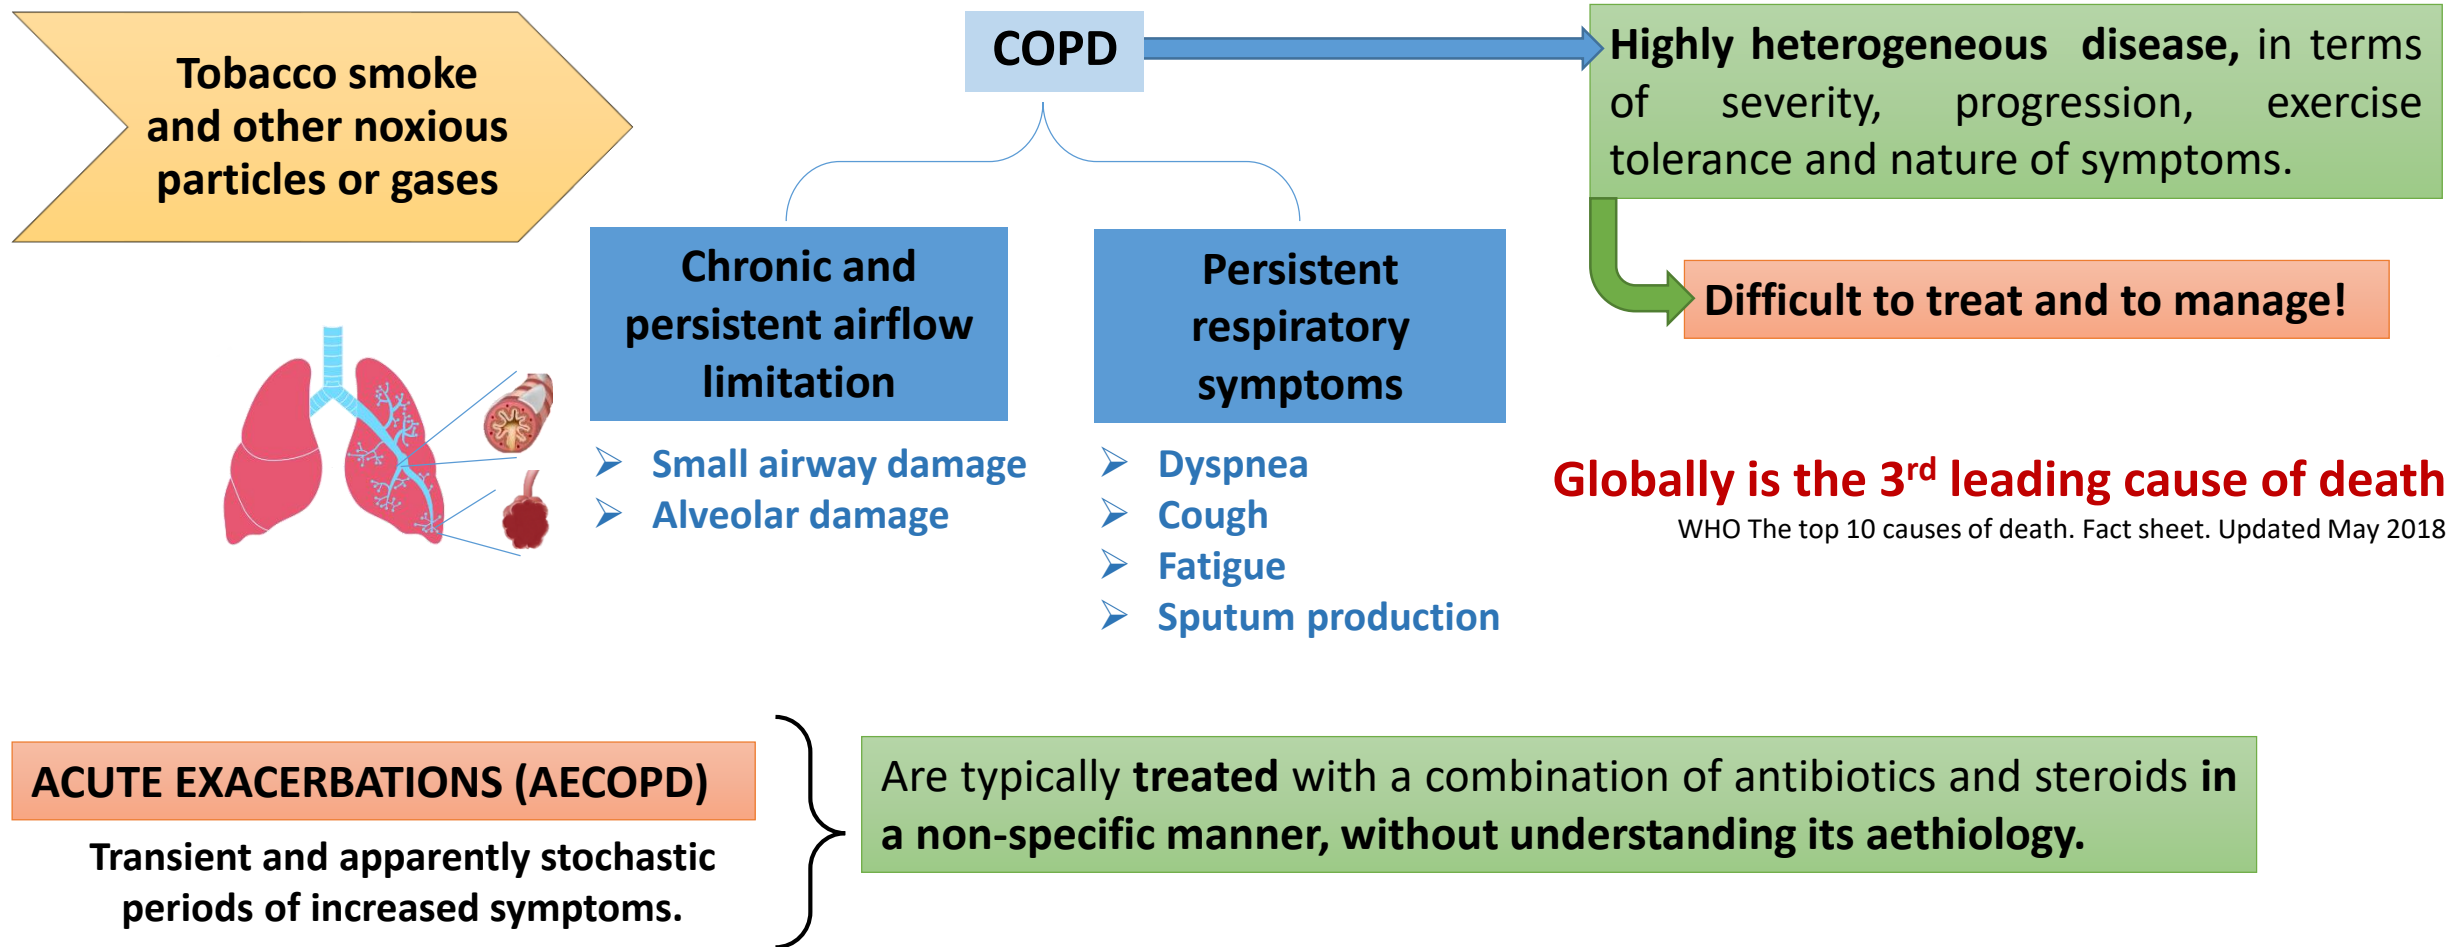 Tobacco smoke
and other noxious
particles or gases
COPD
Highly heterogeneous disease, in terms
of severity, progression, exercise
tolerance and nature of symptoms.
Difficult to treat and to manage!
Chronic and
persistent airflow
limitation
Small airway damage
Alveolar damage
Persistent
respiratory
symptoms
Dyspnea
Cough
Fatigue
Sputum production
Globally is the 3rd leading cause of death
WHO The top 10 causes of death. Fact sheet. Updated May 2018
ACUTE EXACERBATIONS (AECOPD)
Transient and apparently stochastic
periods of increased symptoms.
Are typically treated with a combination of antibiotics and steroids in
a non-specific manner, without understanding its aethiology.